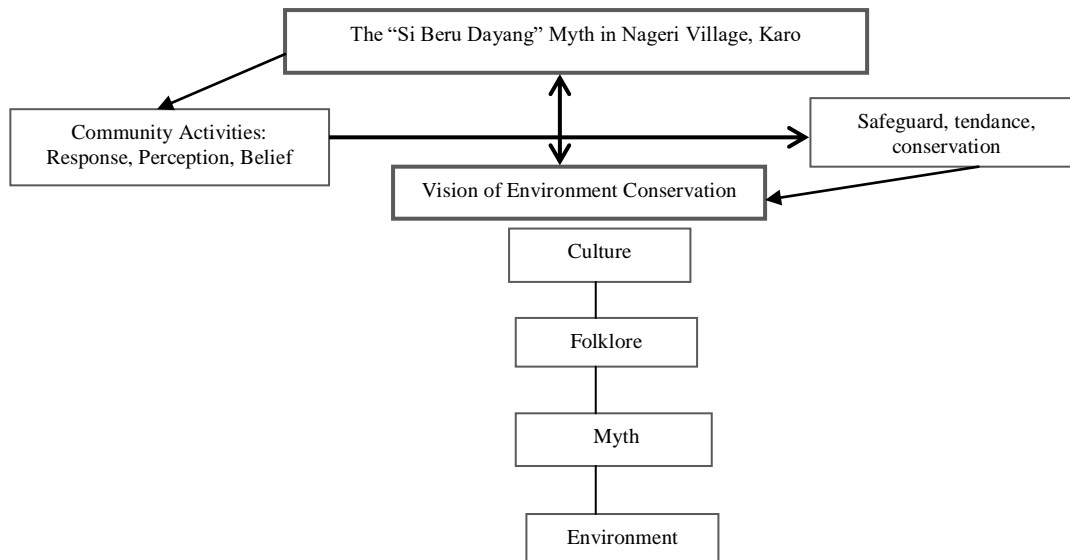 The “Si Beru Dayang” Myth in Nageri Village, Karo
Community Activities:
Response, Perception, Belief
Safeguard, tendance,
conservation
Vision of Environment Conservation
Culture
Folklore
Myth
Environment